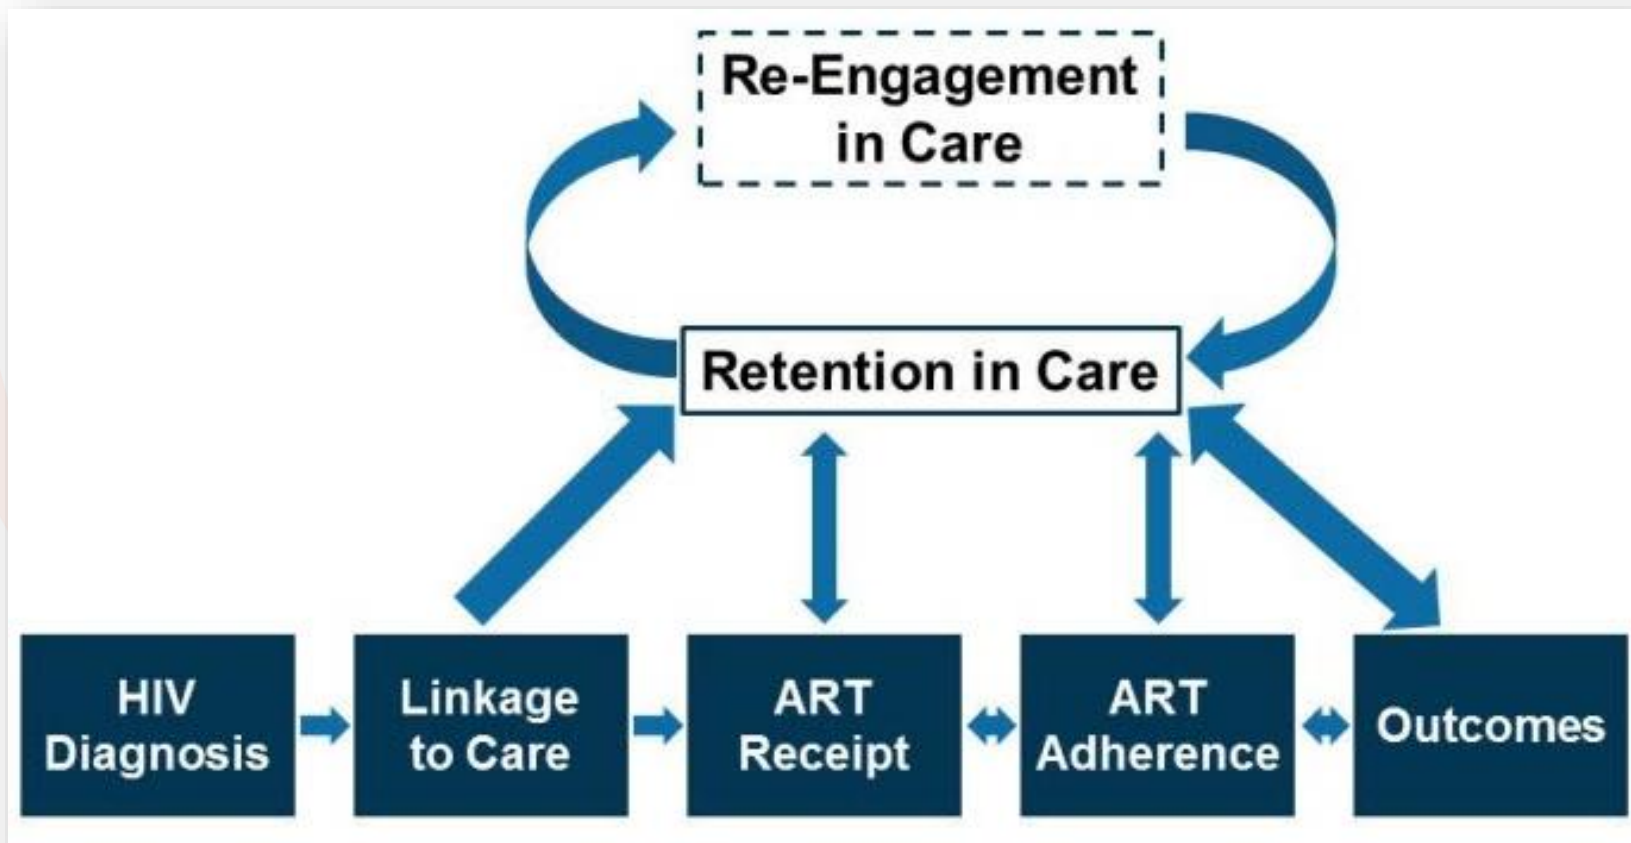 Re-Engagement
in Care
Retention in Care
HIV
Diagnosis
Linkage
to Care
ART
Receipt
ART
Adherence
Outcomes